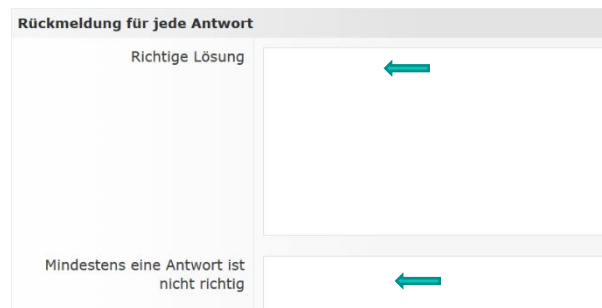 Rückmeldung für jede Antwort
Richtige Lösung
Mindestens eine Antwort ist
nicht richtig